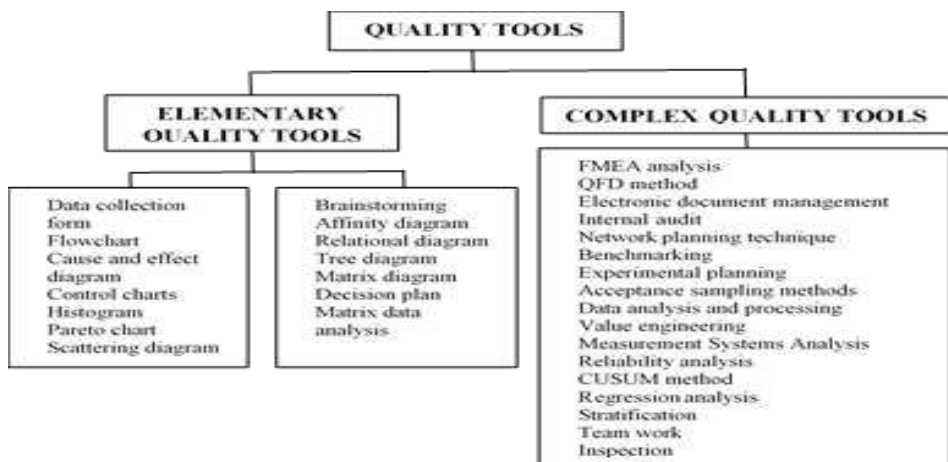 QUALITY TOOLS
ELEMENTARY
QUALITY TOOLS
Data collection
form
Flowchart
Cause and effect
diagram
Control charts
Histogram
Pareto chart
Scattering diagram
Brainstorming
Affinity diagram
Relational diagram
Tree diagram
Matrix diagram
Decision plan
Matrix data
analysis
COMPLEX QUALITY TOOLS
FMEA analysis
QFD method
Electronic document management
Internal audit
Network planning technique
Benchmarking
Experimental planning
Acceptance sampling methods
Data analysis and processing
Value engineering
Measurement Systems Analysis
Reliability analysis
CUSUM method
Regression analysis
Stratification
Team work
Inspection